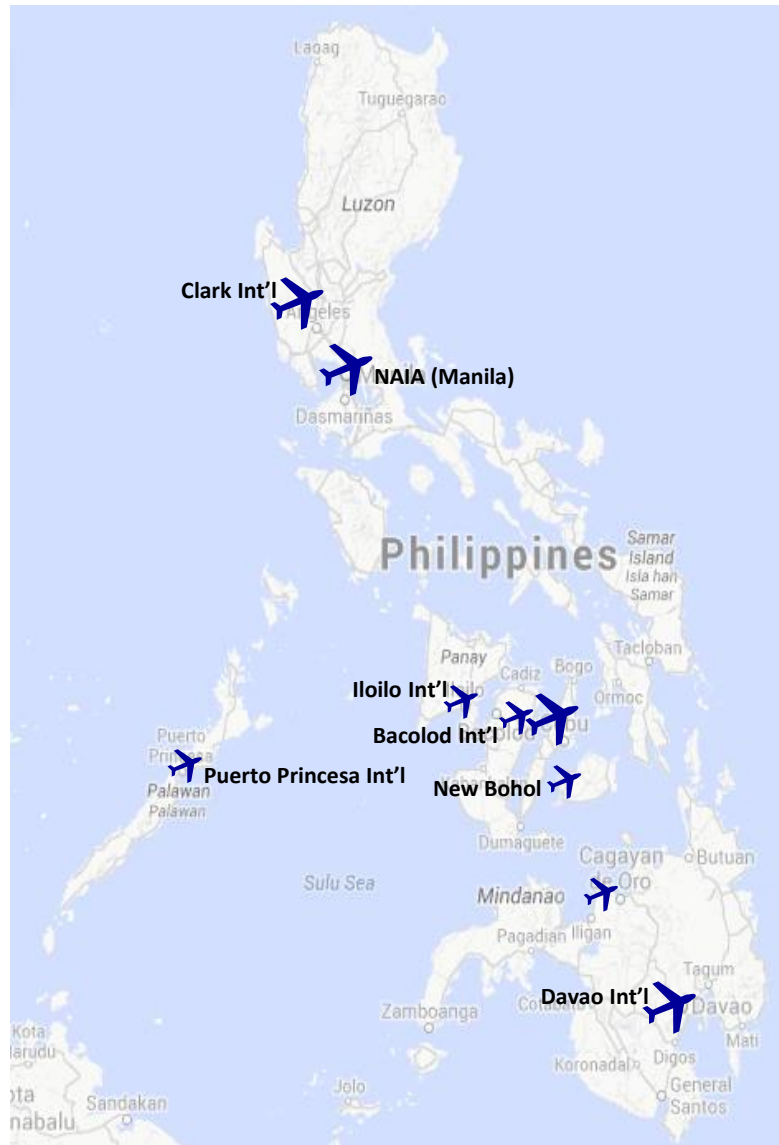 Laoag
Tuguegarao
Luzon
Clark Int'l
Angeles
NAIA (Manila)
Dasmariñas
Philippines
Samar
Island
Isla han
Samar
Tacloban
Panay
Cadiz
Bogo
Iloilo Int'l
Ormoc
Bacolod Int'l
Puerto
Princesa
Puerto Princesa Int'l
Palawan
Palawan
New Bohol
Dumaguete
Cagayan
de Oro
Butuan
Sulu Sea
Mindanao
Pagadian
Iligan
Tagum
Davao Int'l
Davao
Zamboanga
Mati
Digos
Koronadal
General
Santos
Kota
Jolo
Sandakan